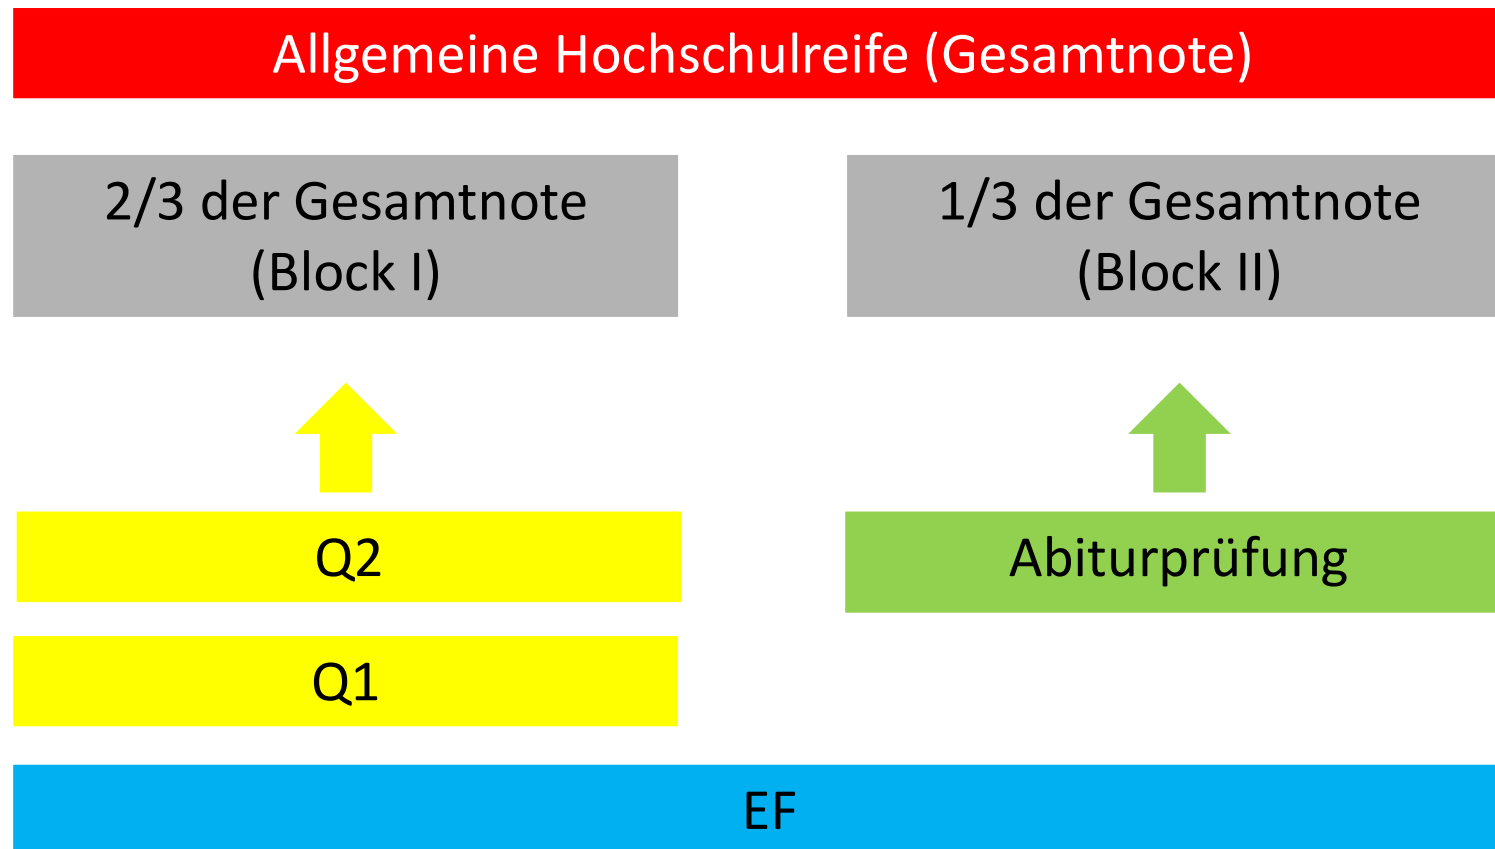 Allgemeine Hochschulreife (Gesamtnote)
2/3 der Gesamtnote
(Block I)
1/3 der Gesamtnote
(Block II)
Q2
Abiturprüfung
Q1
EF